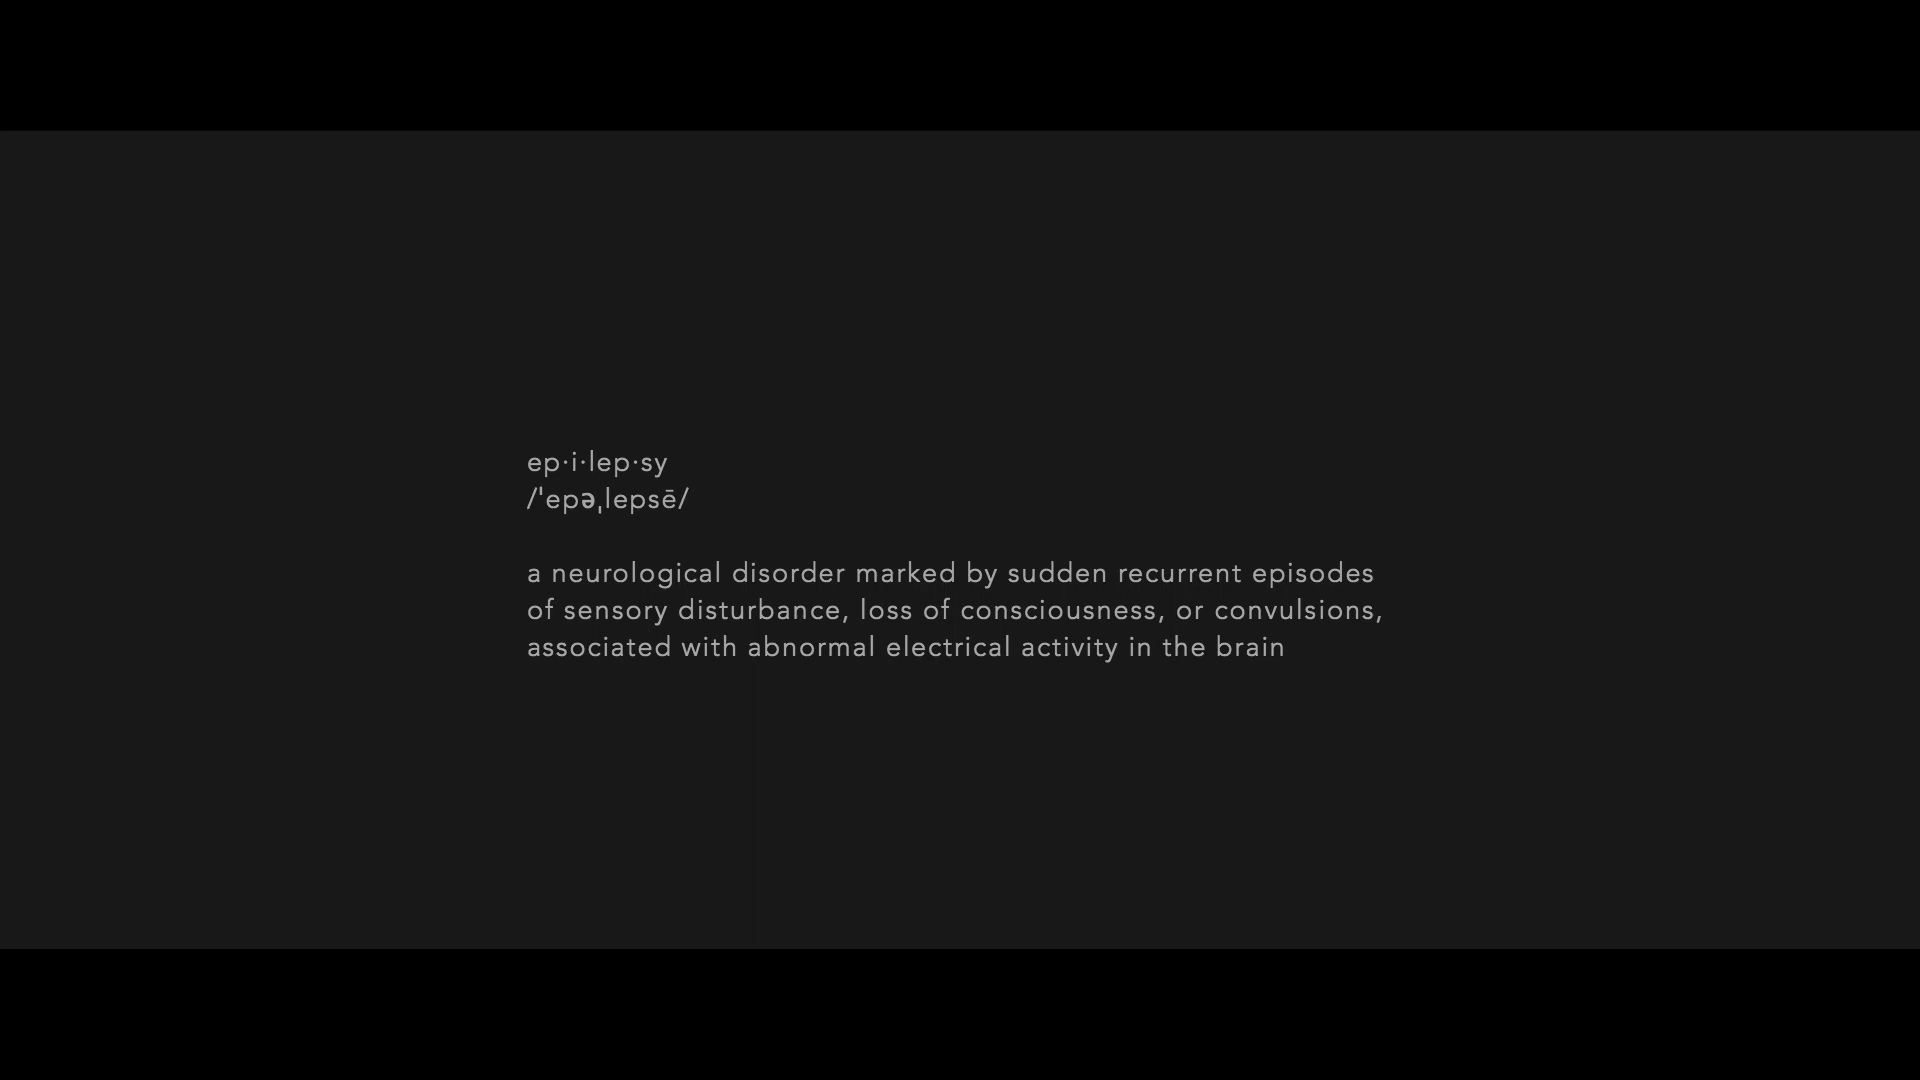 ep·i·lep·sy
/ˈepəˌlepsē/
a neurological disorder marked by sudden recurrent episodes
of sensory disturbance, loss of consciousness, or convulsions,
associated with abnormal electrical activity in the brain